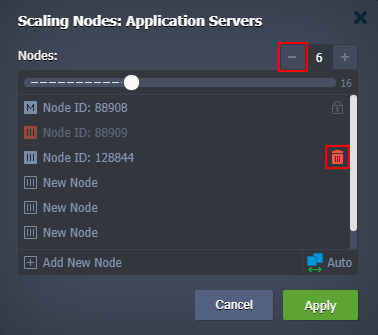 Scaling Nodes: Application Servers
Nodes: 6
16
M Node ID: 88908
Node ID: 88909
Node ID: 128844
New Node
New Node
New Node
Add New Node Auto
Cancel Apply